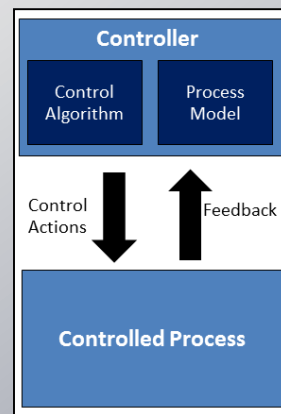 Controller
Control
Algorithm
Process
Model
Control
Actions
Feedback
Controlled Process